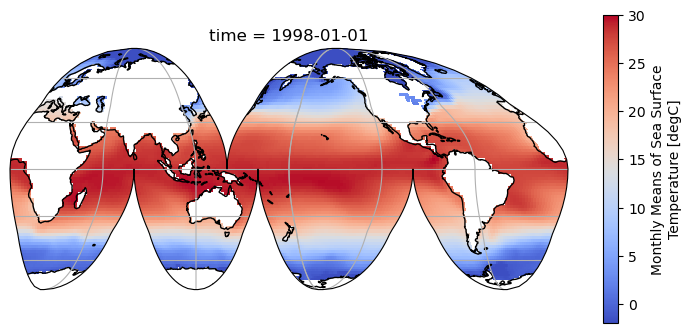 time = 1998-01-01
30
25
20
15
10
5
0
Monthly Means of Sea Surface
Temperature [degC]